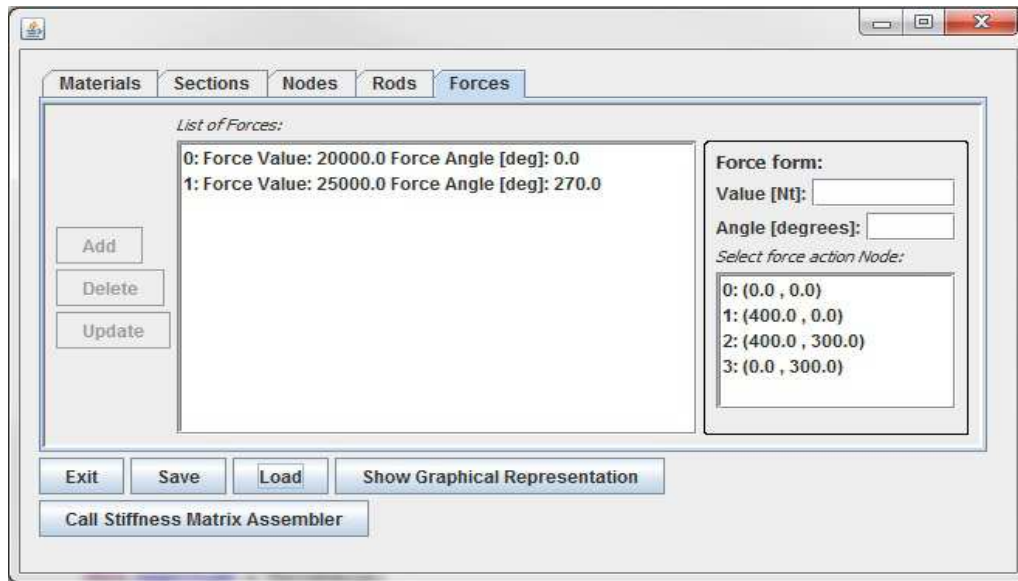 Materials Sections Nodes Rods Forces
List of Forces:
0: Force Value: 20000.0 Force Angle [deg]: 0.0
1: Force Value: 25000.0 Force Angle [deg]: 270.0
Add
Delete
Update
Force form:
Value [Nt]:
Angle [degrees]:
Select force action Node:
0: (0.0 , 0.0)
1: (400.0 , 0.0)
2: (400.0 , 300.0)
3: (0.0 , 300.0)
Exit Save Load Show Graphical Representation
Call Stiffness Matrix Assembler